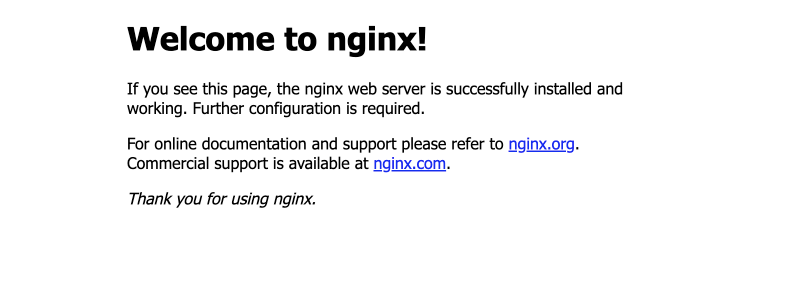 Welcome to nginx!
If you see this page, the nginx web server is successfully installed and
working. Further configuration is required.
For online documentation and support please refer to nginx.org.
Commercial support is available at nginx.com.
Thank you for using nginx.